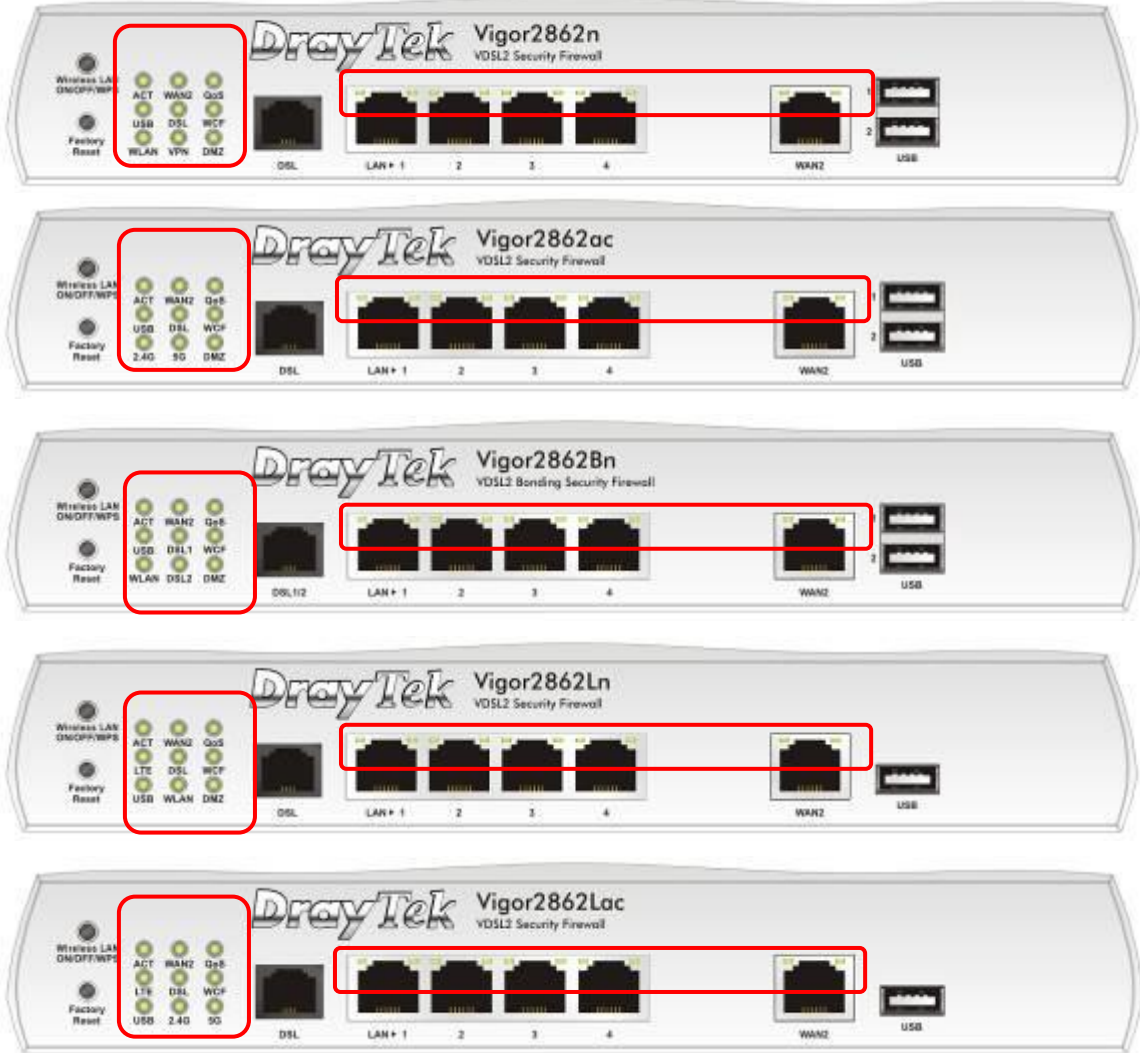 DrayTek Vigor2862n
VDSL2 Security Firewall
Wireless LAN
ON/OFF/WPS
ACT WAN2 QoS
USB DSL WCF
Factory
Reset
WLAN VPN DMZ
DSL LAN 1 2 3 4 WAN2
1
2
USB
DrayTek Vigor2862ac
VDSL2 Security Firewall
Wireless LAN
ON/OFF/WPS
ACT WAN2 QoS
USB DSL WCF
Factory
Reset
2.4G 5G DMZ
DSL LAN 1 2 3 4 WAN2
1
2
USB
DrayTek Vigor2862Bn
VDSL2 Bonding Security Firewall
Wireless LAN
ON/OFF/WPS
ACT WAN2 QoS
USB DSL1 WCF
Factory
Reset
WLAN DSL2 DMZ
DSL1/2 LAN 1 2 3 4 WAN2
1
2
USB
DrayTek Vigor2862Ln
VDSL2 Security Firewall
Wireless LAN
ON/OFF/WPS
ACT WAN2 QoS
LTE DSL WCF
Factory
Reset
USB WLAN DMZ
DSL LAN 1 2 3 4 WAN2
USB
DrayTek Vigor2862Lac
VDSL2 Security Firewall
Wireless LAN
ON/OFF/WPS
ACT WAN2 QoS
LTE DSL WCF
Factory
Reset
USB 2.4G 5G
DSL LAN 1 2 3 4 WAN2
USB